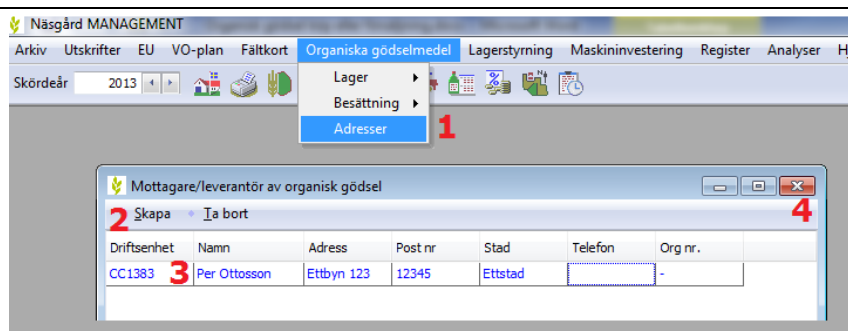 Näsgård MANAGEMENT
Arkiv Utskrifter EU VO-plan Fältkort Organiska gödselmedel Lagerstyrning Maskininvestering Register Analyser
Skördeår 2013
Lager
Besättning
Adresser 1
Mottagare/leverantör av organisk gödsel
2 Skapa Ta bort 4
Driftsenhet Namn Adress Post nr Stad Telefon Org nr.
CC1383 3 Per Ottosson Ettbyn 123 12345 Ettstad -